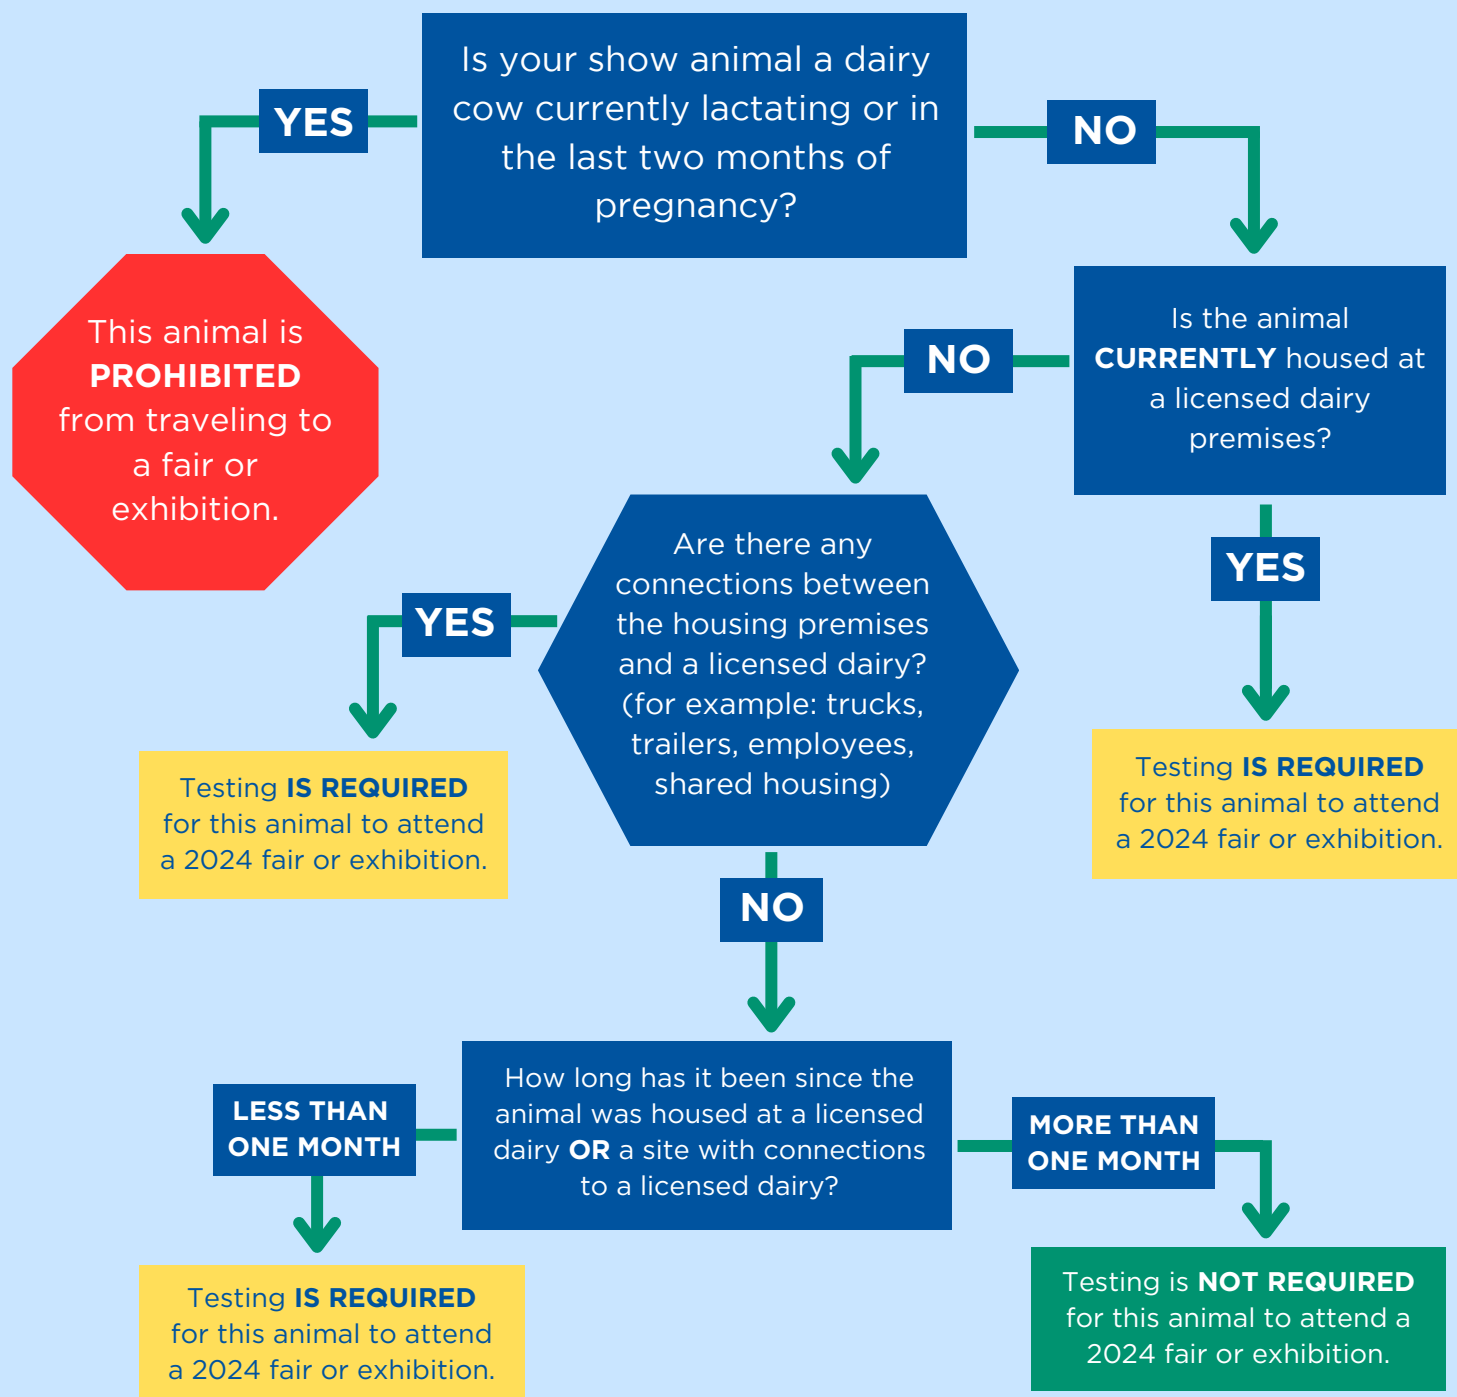 Is your show animal a dairy
cow currently lactating or in
the last two months of
pregnancy?
YES
NO
This animal is
PROHIBITED
from traveling to
a fair or
exhibition.
Is the animal
CURRENTLY housed at
a licensed dairy
premises?
NO
YES
Are there any
connections between
the housing premises
and a licensed dairy?
(for example: trucks,
trailers, employees,
shared housing)
YES
Testing IS REQUIRED
for this animal to attend
a 2024 fair or exhibition.
Testing IS REQUIRED
for this animal to attend
a 2024 fair or exhibition.
NO
How long has it been since the
animal was housed at a licensed
dairy OR a site with connections
to a licensed dairy?
LESS THAN
ONE MONTH
MORE THAN
ONE MONTH
Testing IS REQUIRED
for this animal to attend
a 2024 fair or exhibition.
Testing is NOT REQUIRED
for this animal to attend a
2024 fair or exhibition.